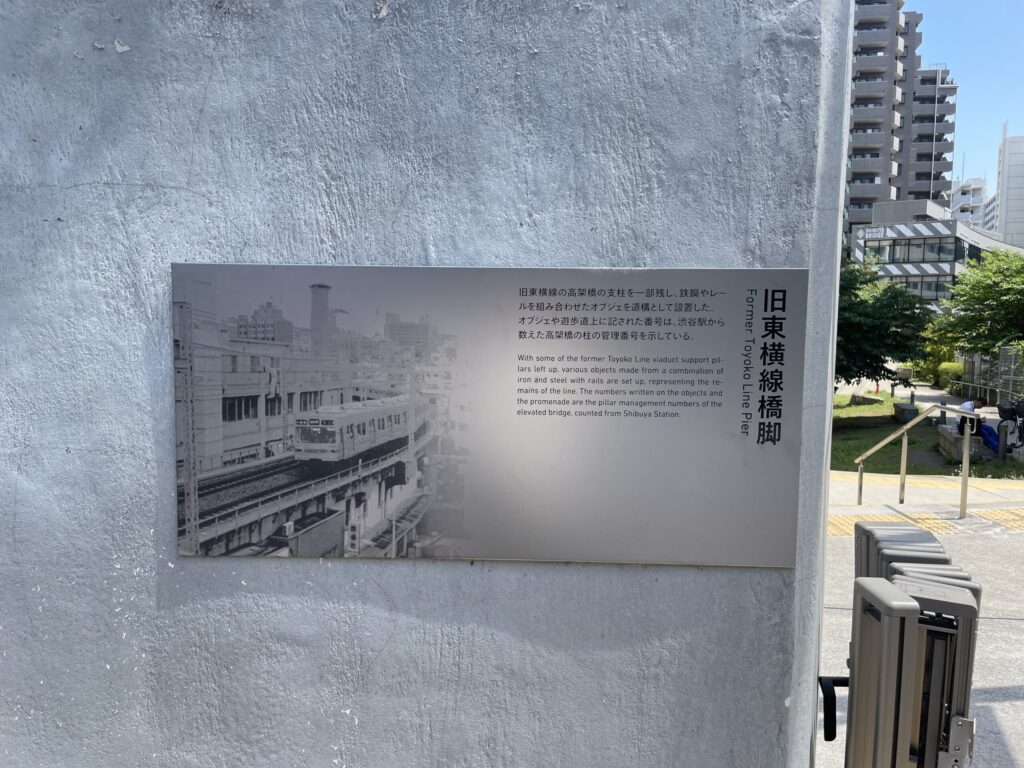 旧東横線橋脚
Former Toyoko Line Pier
旧東横線の高架橋の支柱を一部残し、鉄鋼やレー
ルを組み合わせたオブジェを遺構として設置した。
オブジェや遊歩道上に記された番号は、渋谷駅から
数えた高架橋の柱の管理番号を示している。
With some of the former Toyoko Line viaduct support pil-
lars left up, various objects made from a combination of
iron and steel with rails are set up, representing the re-
mains of the line. The numbers written on the objects and
the promenade are the pillar management numbers of the
elevated bridge, counted from Shibuya Station.